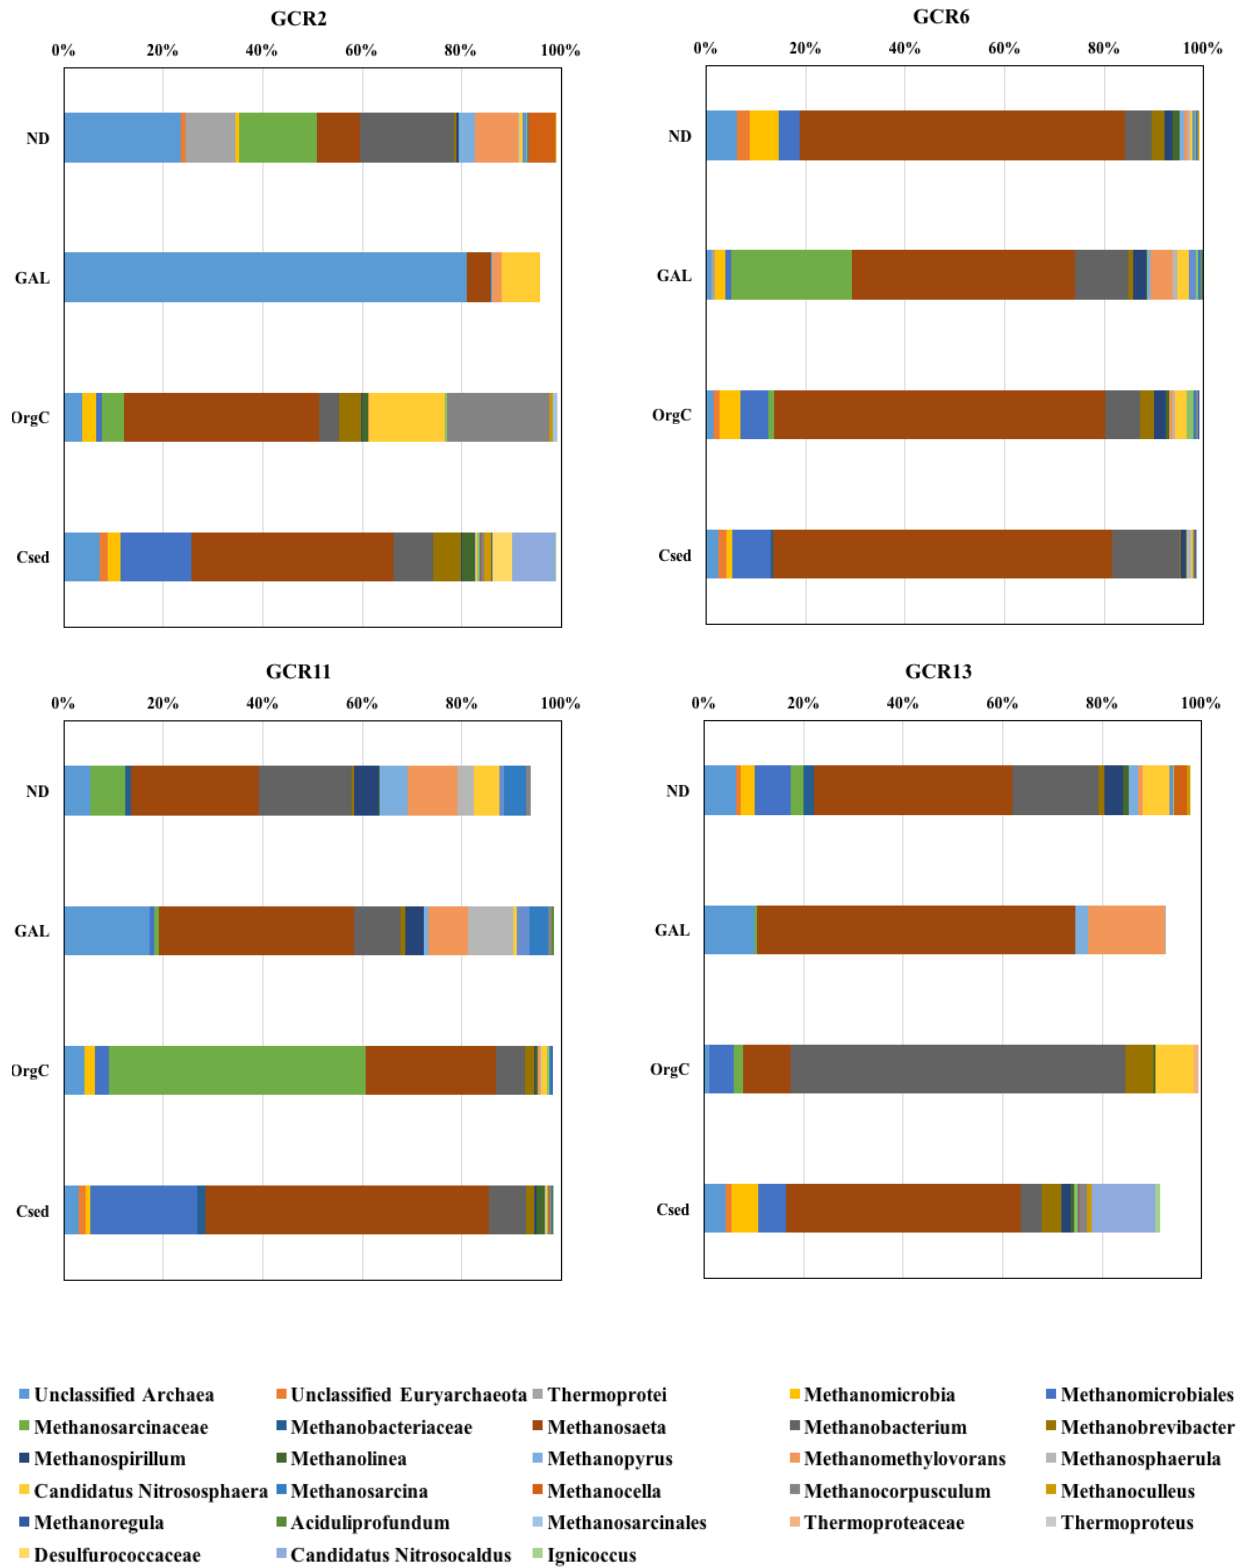 GCR2
0% 20% 40% 60% 80% 100%
ND
GAL
OrgC
Csed
GCR6
0% 20% 40% 60% 80% 100%
ND
GAL
OrgC
Csed
GCR11
0% 20% 40% 60% 80% 100%
ND
GAL
OrgC
Csed
GCR13
0% 20% 40% 60% 80% 100%
ND
GAL
OrgC
Csed
Unclassified Archaea Unclassified Euryarchaeota Thermoprotei Methanomicrobia Methanomicrobiales
Methanosarcinaceae Methanobacteriaceae Methanosaeta Methanobacterium Methanobrevibacter
Methanospirillum Methanolinea Methanopyrus Methanomethylovorans Methanosphaerula
Candidatus Nitrososphaera Methanosarcina Methanocella Methanocorpusculum Methanoculleus
Methanoregula Aciduliprofundum Methanosarcinales Thermoproteaceae Thermoproteus
Desulfurococcaceae Candidatus Nitrosocaldus Ignicoccus